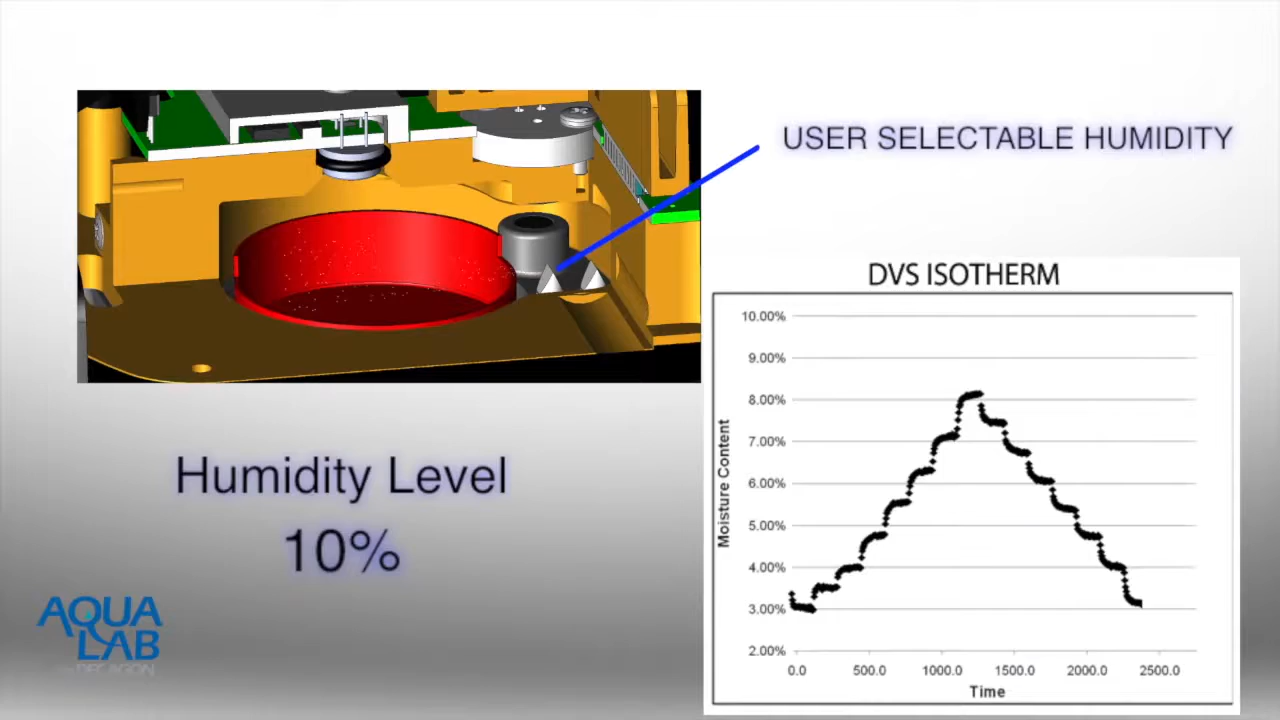 USER SELECTABLE HUMIDITY
DVS ISOTHERM
10.00%
9.00%
8.00%
7.00%
6.00%
5.00%
4.00%
3.00%
2.00%
Moisture Content
0.0 500.0 1000.0 1500.0 2000.0 2500.0
Time
Humidity Level
10%
AQUA
LAB
DECAGON